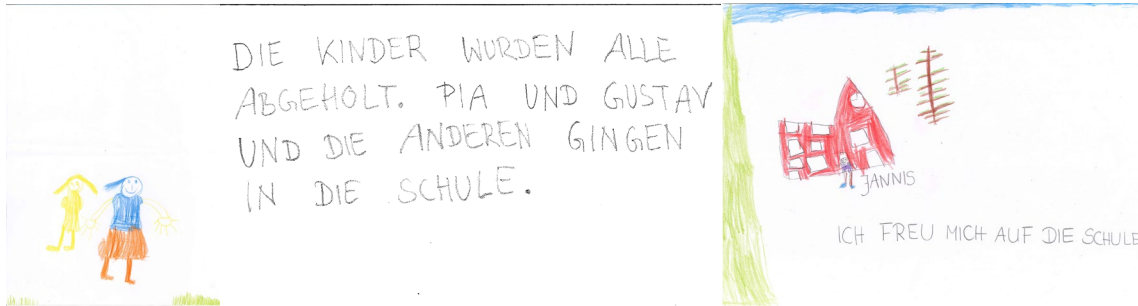 DIE KINDER WURDEN ALLE
ABGEHOLT. PIA UND GUSTAV
UND DIE ANDEREN GINGEN
IN DIE SCHULE.
JANNIS
ICH FREU MICH AUF DIE SCHULE